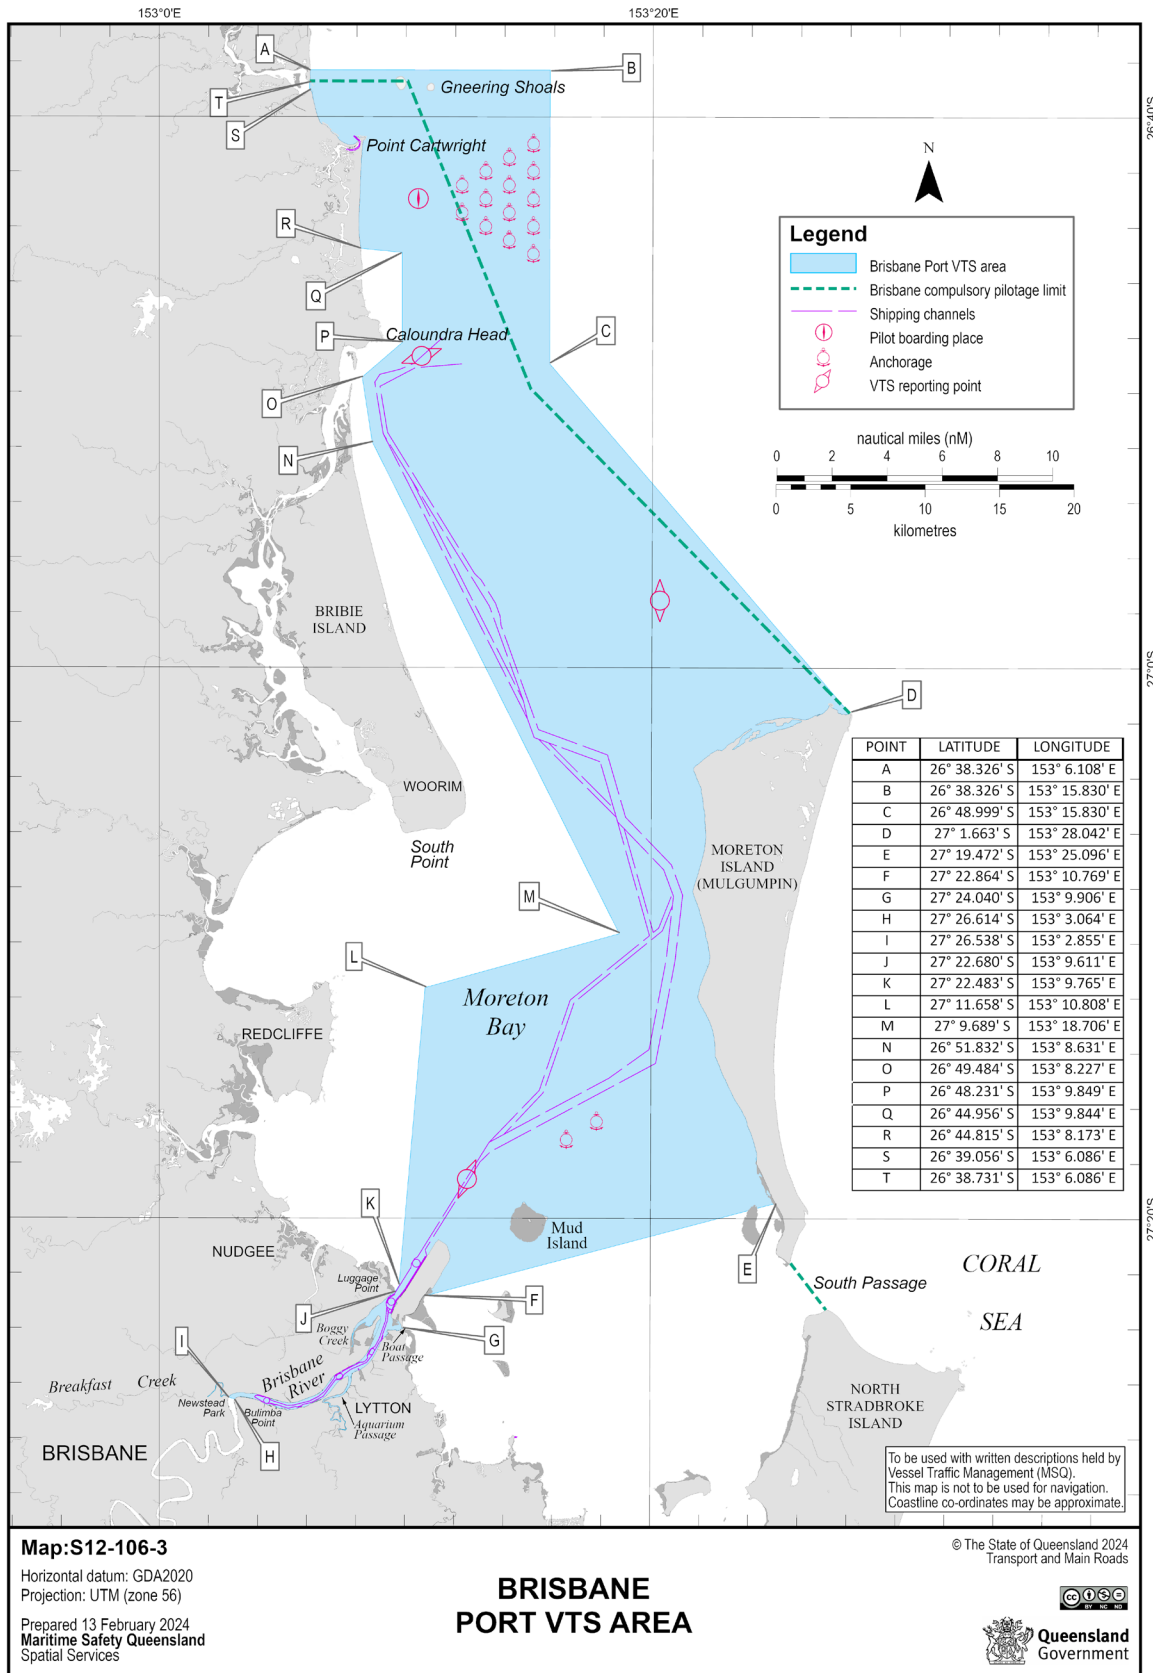 153°0'E
153°20'E
A
B
Gneering Shoals
T
S
26°40'S
Point Cartwright
N
R
Q
Legend
Brisbane Port VTS area
Brisbane compulsory pilotage limit
Shipping channels
Pilot boarding place
Anchorage
VTS reporting point
P
Caloundra Head
C
O
N
nautical miles (nM)
0 2 4 6 8 10
0 5 10 15 20
kilometres
BRIBIE
ISLAND
27°0'S
D
WOORIM
South
Point
MORETON
ISLAND
(MULGUMPIN)
M
L
Moreton
Bay
REDCLIFFE
POINT LATITUDE LONGITUDE
A 26° 38.326' S 153° 6.108' E
B 26° 38.326' S 153° 15.830' E
C 26° 48.999' S 153° 15.830' E
D 27° 1.663' S 153° 28.042' E
E 27° 19.472' S 153° 25.096' E
F 27° 22.864' S 153° 10.769' E
G 27° 24.040' S 153° 9.906' E
H 27° 26.614' S 153° 3.064' E
I 27° 26.538' S 153° 2.855' E
J 27° 22.680' S 153° 9.611' E
K 27° 22.483' S 153° 9.765' E
L 27° 11.658' S 153° 10.808' E
M 27° 9.689' S 153° 18.706' E
N 26° 51.832' S 153° 8.631' E
O 26° 49.484' S 153° 8.227' E
P 26° 48.231' S 153° 9.849' E
Q 26° 44.956' S 153° 9.844' E
R 26° 44.815' S 153° 8.173' E
S 26° 39.056' S 153° 6.086' E
T 26° 38.731' S 153° 6.086' E
K
27°20'S
Mud
Island
NUDGEE
E
CORAL
SEA
Luggage
Point
South Passage
J
F
G
Boggy
Creek
Boat
Passage
I
Brisbane
River
Breakfast Creek
Newstead
Park
Bulimba
Point
LYTTON
Aquarium
Passage
NORTH
STRADBROKE
ISLAND
BRISBANE
H
To be used with written descriptions held by
Vessel Traffic Management (MSQ).
This map is not to be used for navigation.
Coastline co-ordinates may be approximate.
Map:S12-106-3
Horizontal datum: GDA2020
Projection: UTM (zone 56)
Prepared 13 February 2024
Maritime Safety Queensland
Spatial Services
BRISBANE
PORT VTS AREA
© The State of Queensland 2024
Transport and Main Roads
cc
BY NC ND
Queensland
Government